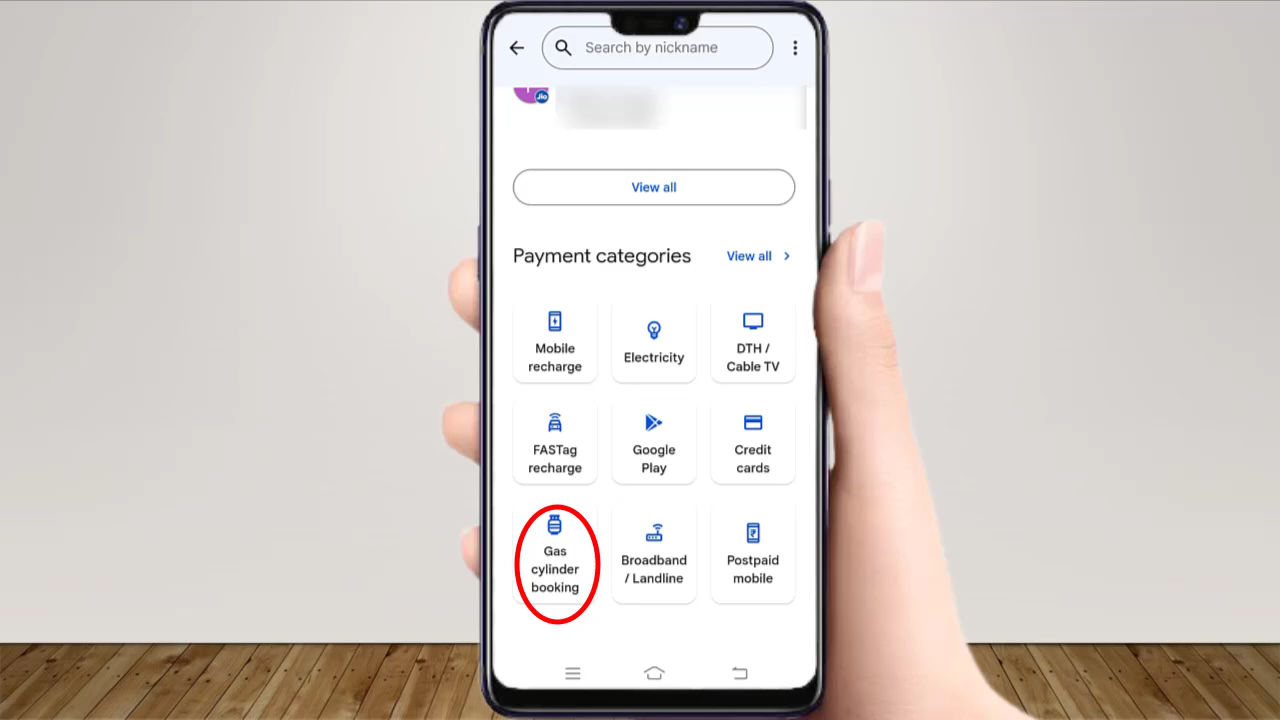 Search by nickname
Jio
View all
Payment categories
View all
Mobile
recharge
Electricity
DTH /
Cable TV
FASTag
recharge
Google
Play
Credit
cards
Gas
cylinder
booking
Broadband
/ Landline
Postpaid
mobile